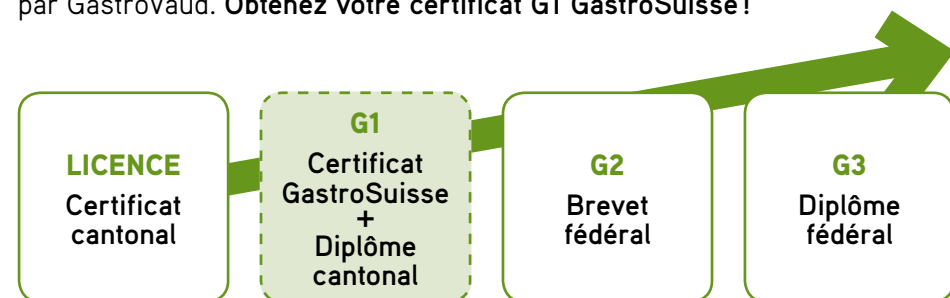 par GastroVaud. Obtenez votre certificat G1 GastroSuisse !
LICENCE
Certificat
cantonal
G1
Certificat
GastroSuisse
+
Diplôme
cantonal
G2
Brevet
fédéral
G3
Diplôme
fédéral